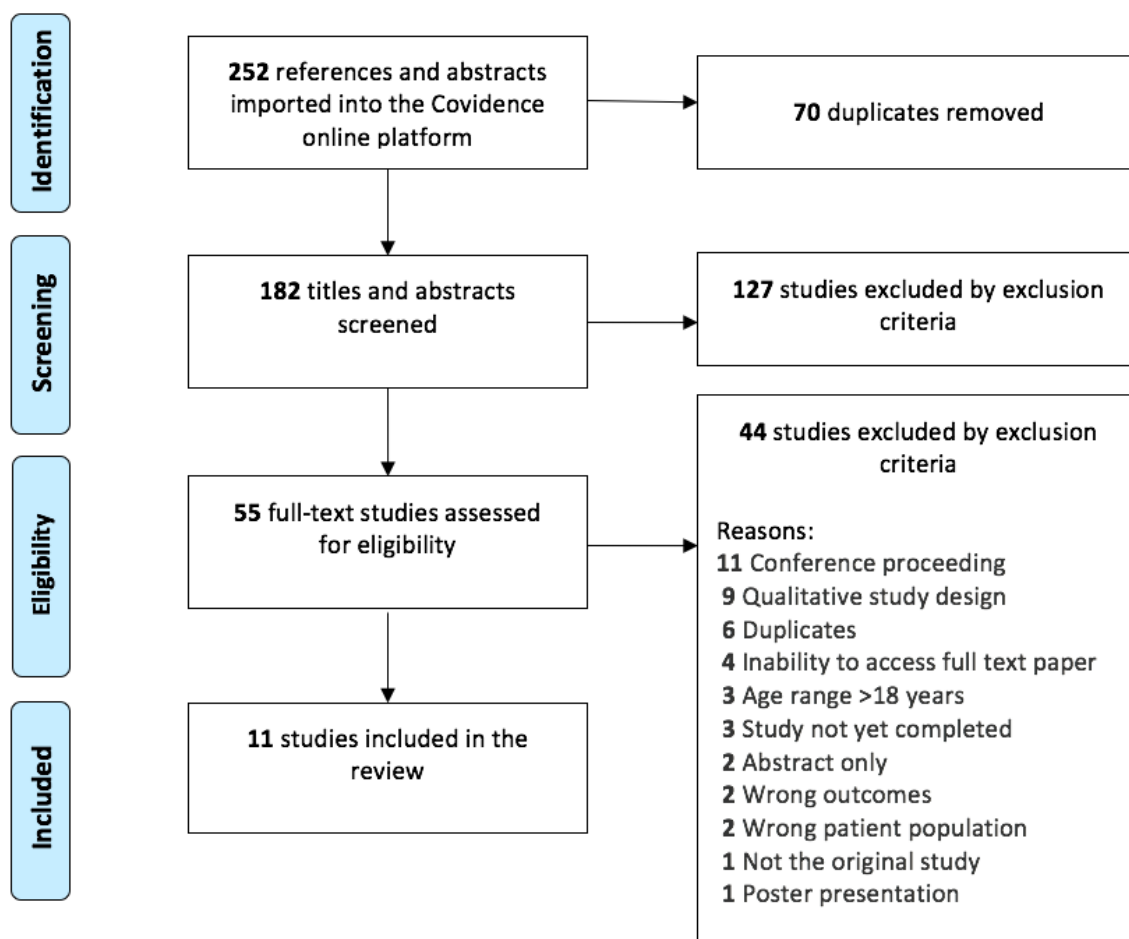 Identification
252 references and abstracts
imported into the Covidence
online platform
70 duplicates removed
Screening
182 titles and abstracts
screened
127 studies excluded by exclusion
criteria
Eligibility
55 full-text studies assessed
for eligibility
44 studies excluded by exclusion
criteria
Reasons:
11 Conference proceeding
9 Qualitative study design
6 Duplicates
4 Inability to access full text paper
3 Age range >18 years
3 Study not yet completed
2 Abstract only
2 Wrong outcomes
2 Wrong patient population
1 Not the original study
1 Poster presentation
Included
11 studies included in the
review